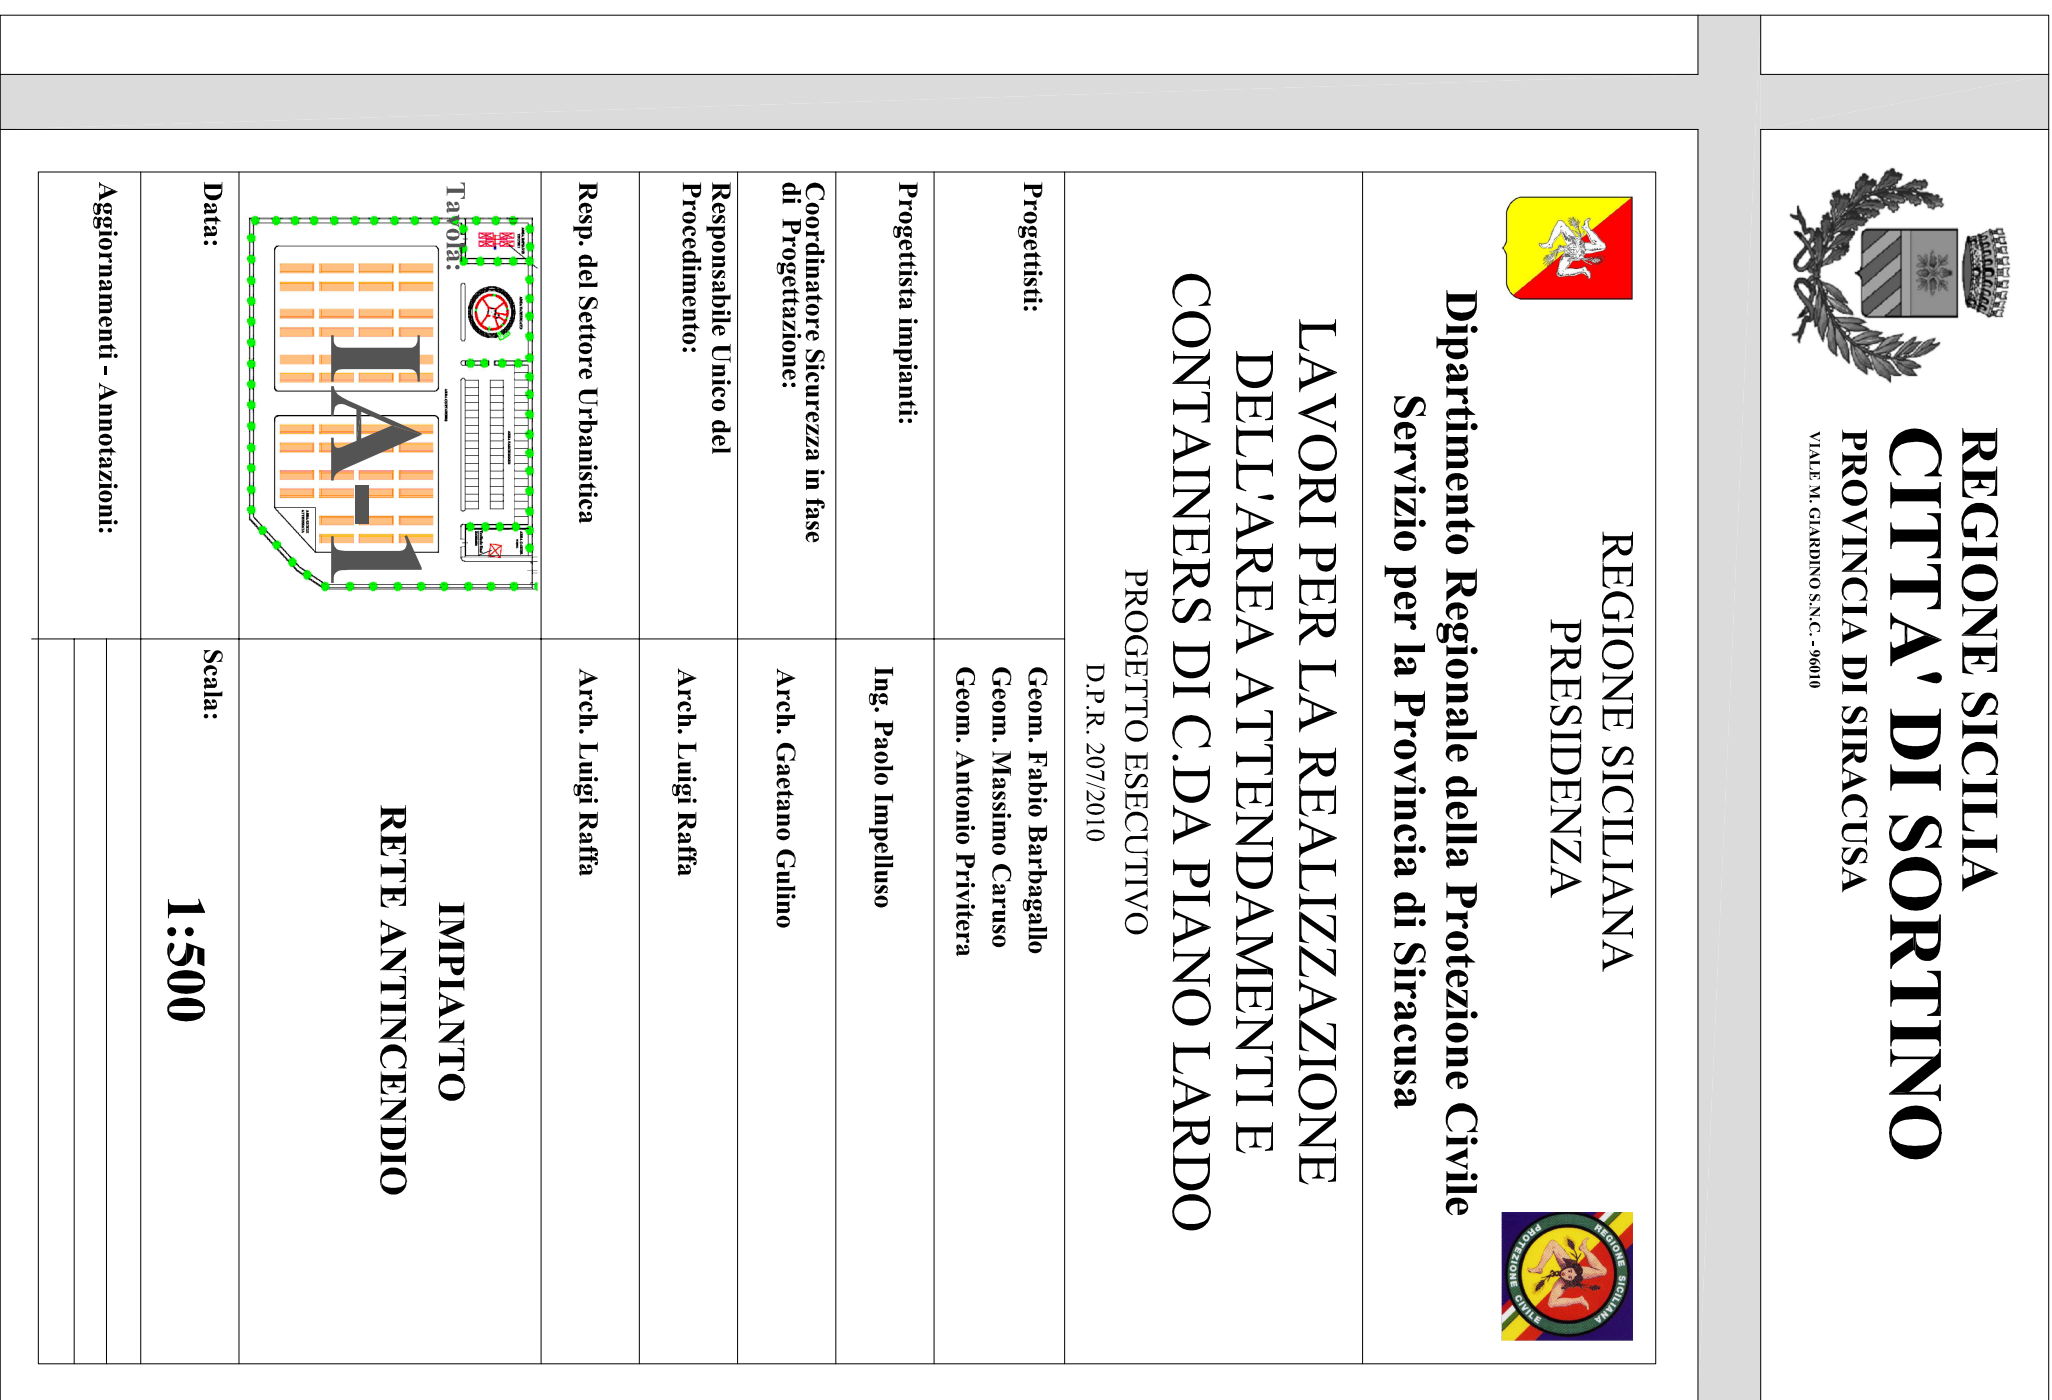 REGIONE SICILIA
CITTA' DI SORTINO
PROVINCIA DI SIRACUSA
VIALE M. GIARDINO S.N.C. - 96010
REGIONE SICILIANA
PRESIDENZA
Dipartimento Regionale della Protezione Civile
Servizio per la Provincia di Siracusa
REGIONE SICILIANA
PROTEZIONE CIVILE
LAVORI PER LA REALIZZAZIONE
DELL'AREA ATTENDAMENTI E
CONTAINERS DI C.DA PIANO LARDO
PROGETTO ESECUTIVO
D.P.R. 207/2010
Progettisti:
Geom. Fabio Barbagallo
Geom. Massimo Caruso
Geom. Antonio Privitera
Progettista impianti:
Ing. Paolo Impelluso
Coordinatore Sicurezza in fase
di Progettazione:
Arch. Gaetano Gulino
Responsabile Unico del
Procedimento:
Arch. Luigi Raffa
Resp. del Settore Urbanistica
Arch. Luigi Raffa
Tavola:
IA-1
IMPIANTO
RETE ANTINCENDIO
Data:
Scala:
1:500
Aggiornamenti - Annotazioni: